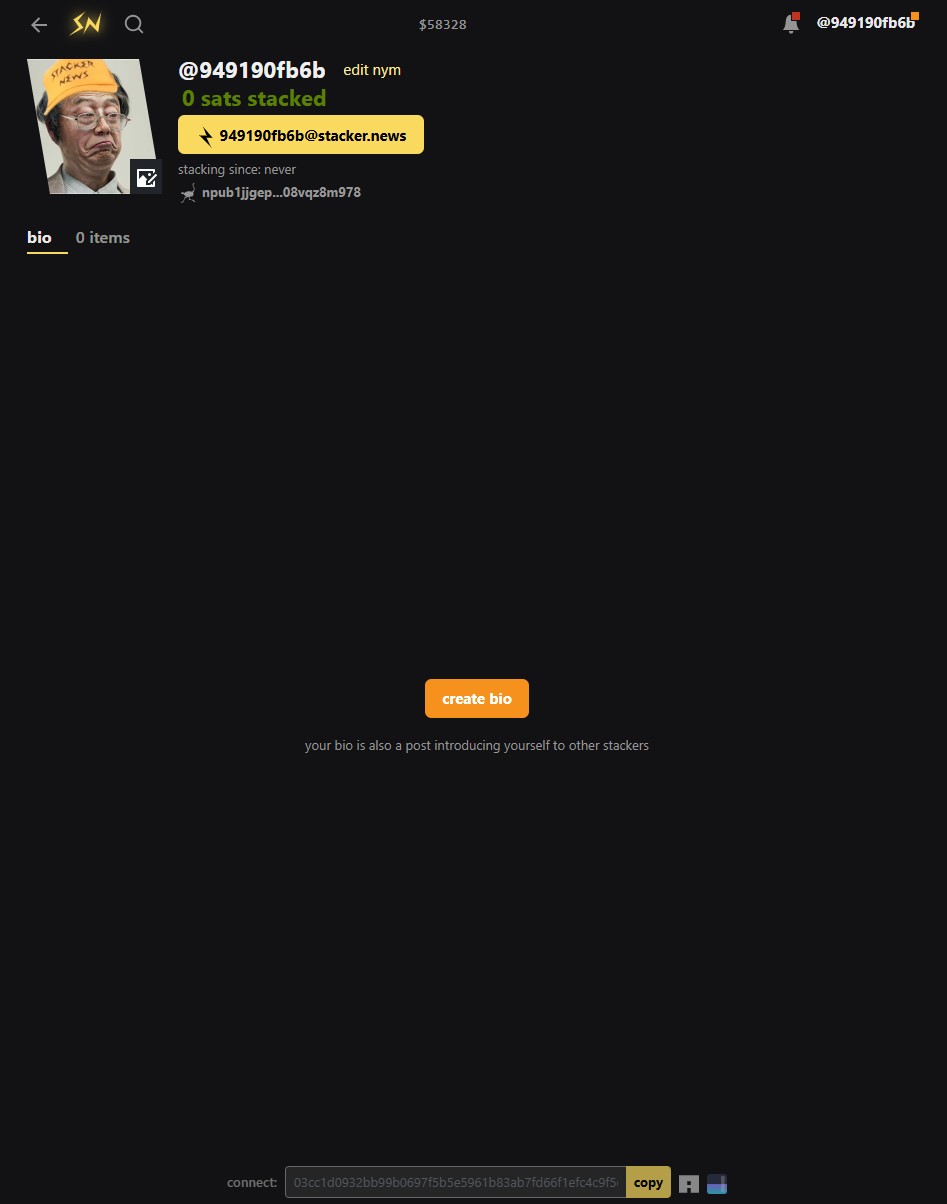 SN
$58328
@949190fb6b
STACKER
NEWS
@949190fb6b edit nym
0 sats stacked
949190fb6b@stacker.news
stacking since: never
npub1jjgep...08vqz8m978
bio 0 items
create bio
your bio is also a post introducing yourself to other stackers
connect: 03cc1d0932bb99b0697f5b5e5961b83ab7fd66f1efc4c9f5 copy